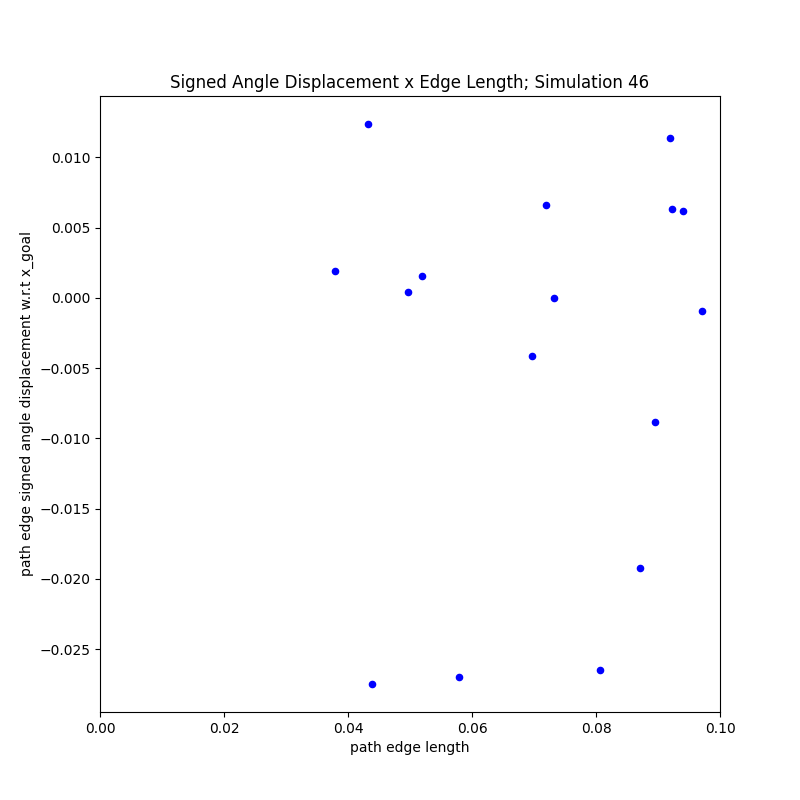 Signed Angle Displacement x Edge Length; Simulation 46
path edge signed angle displacement w.r.t x_goal
0.010
0.005
0.000
−0.005
−0.010
−0.015
−0.020
−0.025
0.00 0.02 0.04 0.06 0.08 0.10
path edge length